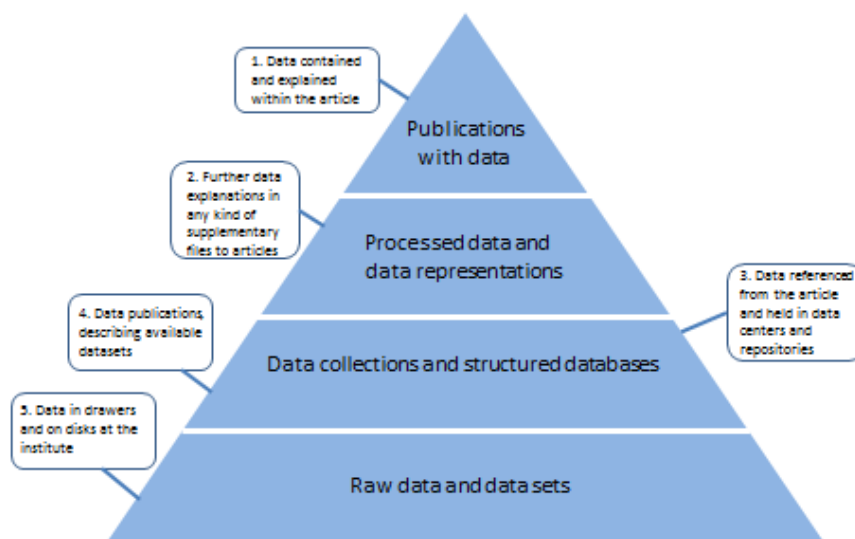 1. Data contained
and explained
within the article
Publications
with data
2. Further data
explanations in
any kind of
supplementary
files to articles
Processed data and
data representations
3. Data referenced
from the article
and held in data
centers and
repositories
4. Data publications,
describing available
datasets
Data collections and structured databases
5. Data in drawers
and on disks at the
institute
Raw data and data sets